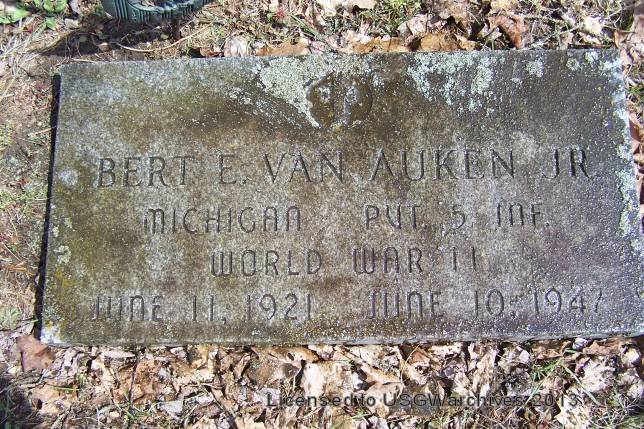 BERT E. VAN AUKEN JR
MICHIGAN PVT. 5 INF.
WORLD WAR II
JUNE 11, 1921 JUNE 10, 1947
Licensed to USGWarchives 2013